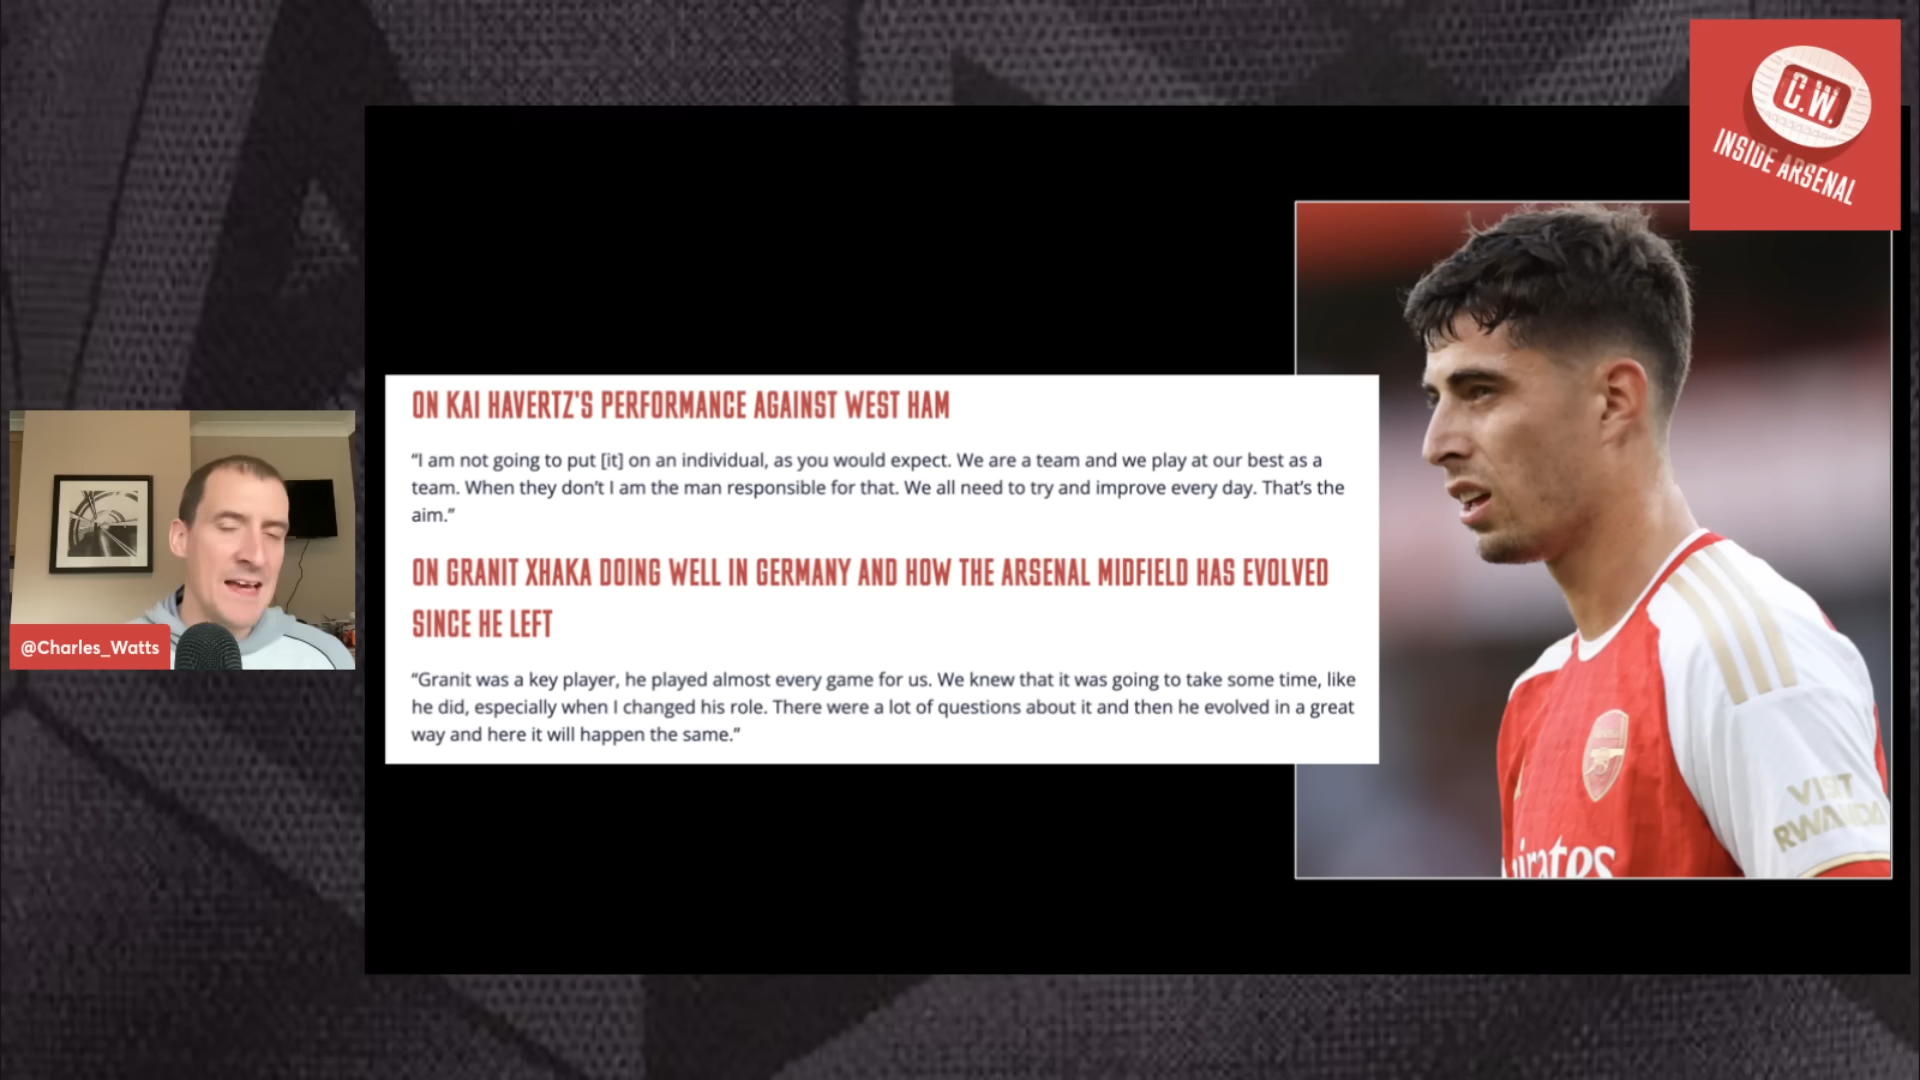 C.W.
INSIDE ARSENAL
ON KAI HAVERTZ'S PERFORMANCE AGAINST WEST HAM
“I am not going to put [it] on an individual, as you would expect. We are a team and we play at our best as a
team. When they don’t I am the man responsible for that. We all need to try and improve every day. That’s the
aim.”
ON GRANIT XHAKA DOING WELL IN GERMANY AND HOW THE ARSENAL MIDFIELD HAS EVOLVED
SINCE HE LEFT
“Granit was a key player, he played almost every game for us. We knew that it was going to take some time, like
he did, especially when I changed his role. There were a lot of questions about it and then he evolved in a great
way and here it will happen the same.”
@Charles_Watts
VISIT
RWANDA